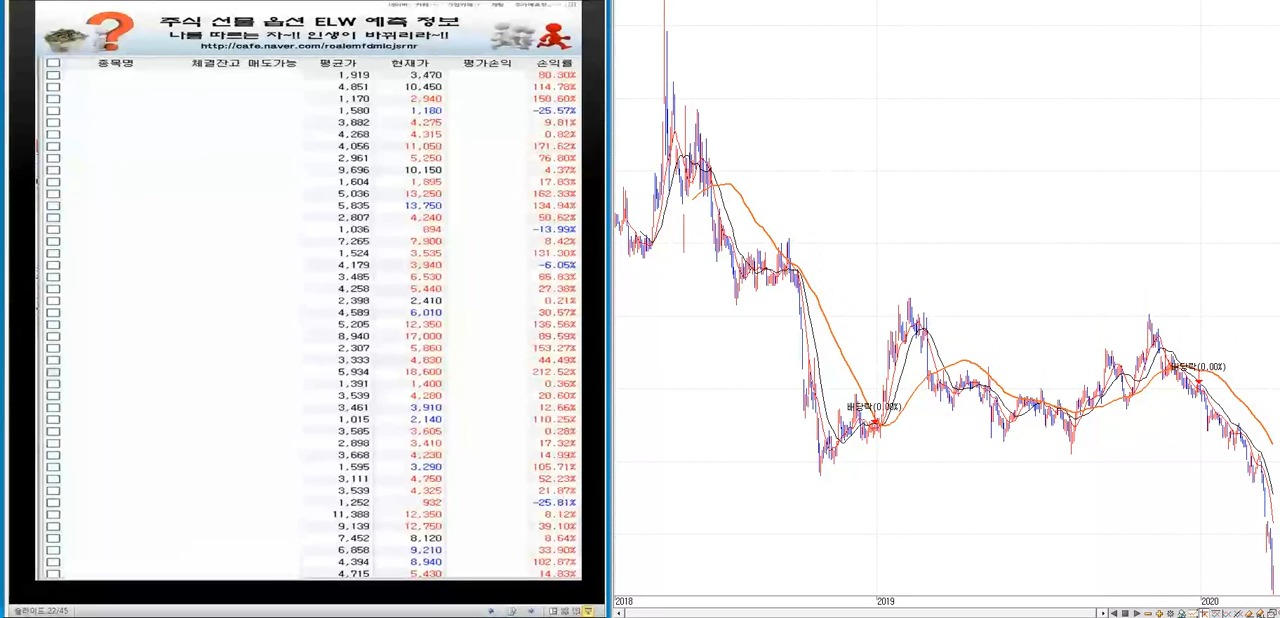 주식 선물 옵션 ELW 예측 정보
나를 따르는 자~!! 인생이 바뀌리라~!!
http://cafe.naver.com/roalemfdmlcjsrnr
종목명 체결잔고 매도가능 평균가 현재가 평가손익 손익률
1,919 3,470 80.30%
4,851 10,450 114.78%
1,170 2,940 150.60%
1,580 1,180 -25.57%
3,882 4,275 9.81%
4,268 4,315 0.82%
4,056 11,050 171.62%
2,961 5,250 76.80%
9,696 10,150 4.37%
1,604 1,895 17.83%
5,036 13,250 162.33%
5,835 13,750 134.94%
2,807 4,240 50.62%
1,036 894 -13.99%
7,265 7,900 8.42%
1,524 3,535 131.30%
4,179 3,940 -6.05%
3,485 6,530 86.83%
4,258 5,440 27.38%
2,398 2,410 0.21%
4,589 6,010 30.57%
5,205 12,350 136.56%
8,940 17,000 89.59%
2,307 5,860 153.27%
3,333 4,830 44.49%
5,934 18,600 212.52%
1,391 1,400 0.36%
3,539 4,280 20.60%
3,461 3,910 12.66%
1,015 2,140 110.25%
3,585 3,605 0.28%
2,898 3,410 17.32%
3,668 4,230 14.99%
1,595 3,290 105.71%
3,111 4,750 52.23%
3,539 4,325 21.87%
1,252 932 -25.81%
11,388 12,350 8.12%
9,139 12,750 39.10%
7,452 8,120 8.64%
6,858 9,210 33.90%
4,394 8,940 102.87%
4,715 5,430 14.83%
슬라이드 22/45
배당락(0.00%)
배당락(0.00%)
2018 2019 2020